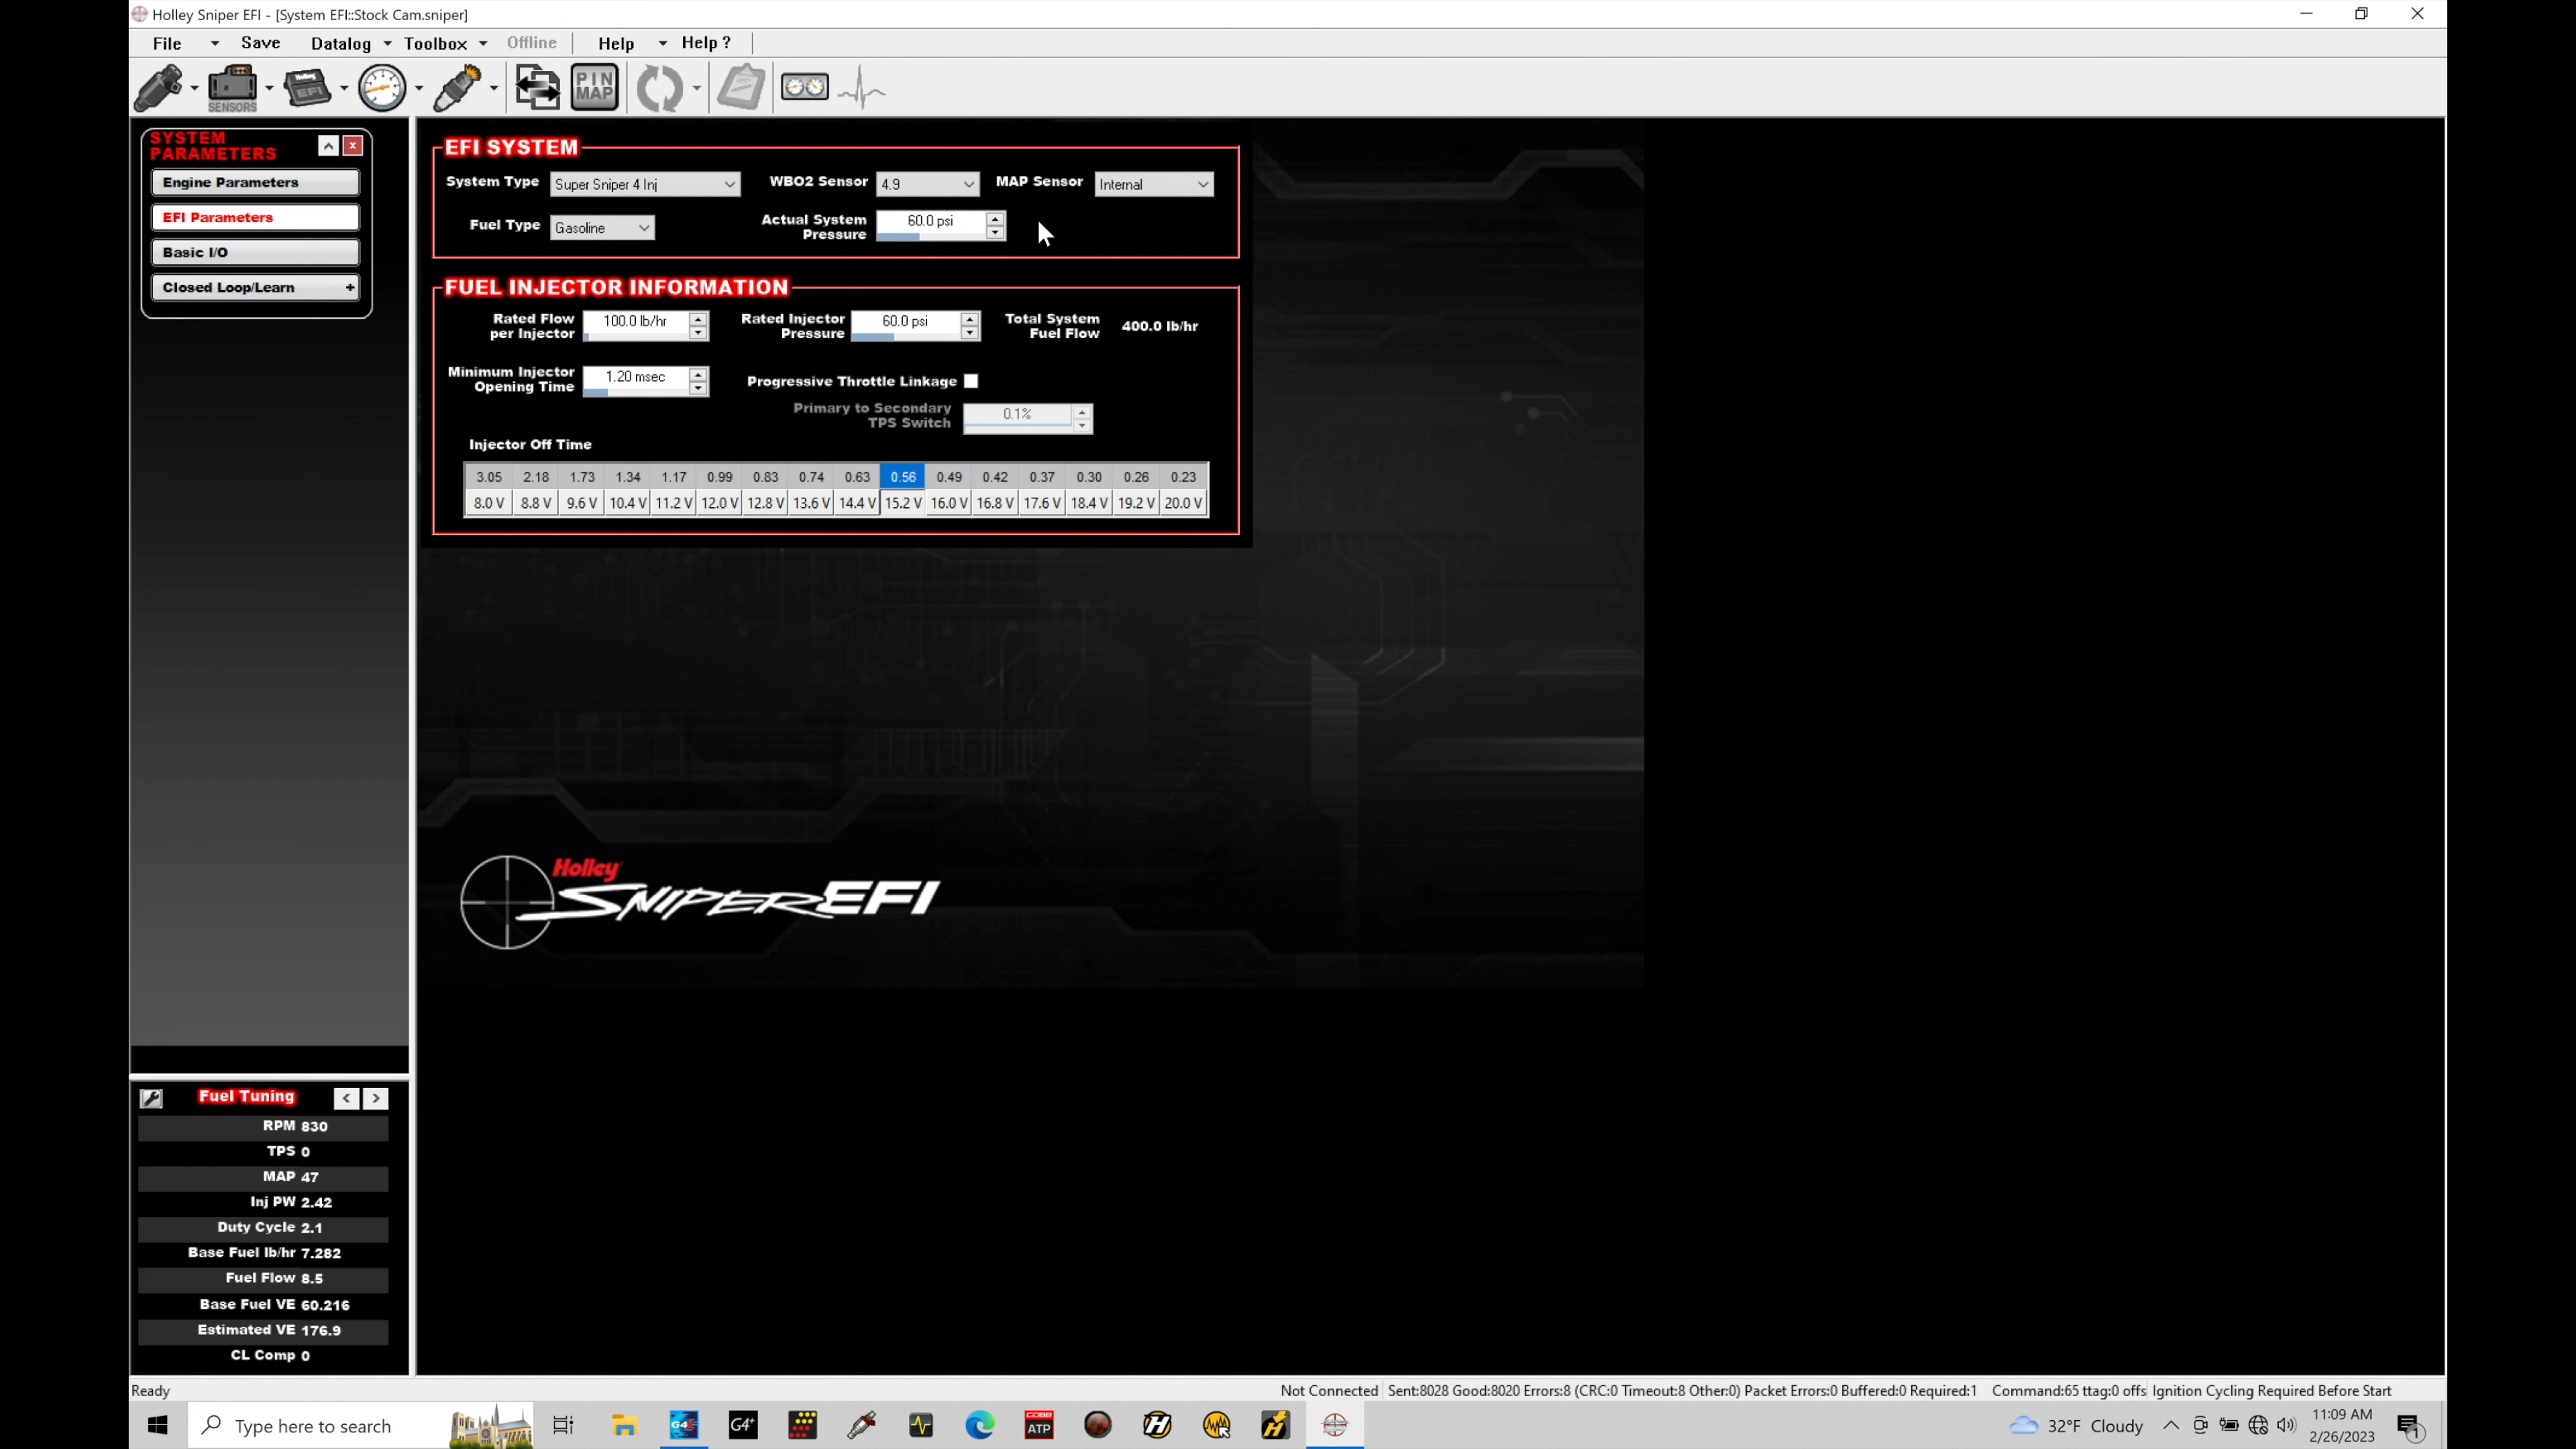 Holley Sniper EFI - [System EFI::Stock Cam.sniper]
File Save Datalog Toolbox Offline Help Help ?
SENSORS
EFI
PIN MAP
SYSTEM PARAMETERS
Engine Parameters
EFI Parameters
Basic I/O
Closed Loop/Learn +
EFI SYSTEM
System Type Super Sniper 4 Inj WBO2 Sensor 4.9 MAP Sensor Internal
Fuel Type Gasoline Actual System Pressure 60.0 psi
FUEL INJECTOR INFORMATION
Rated Flow per Injector 100.0 lb/hr Rated Injector Pressure 60.0 psi Total System Fuel Flow 400.0 lb/hr
Minimum Injector Opening Time 1.20 msec Progressive Throttle Linkage
Primary to Secondary TPS Switch 0.1%
Injector Off Time
3.05 2.18 1.73 1.34 1.17 0.99 0.83 0.74 0.63 0.56 0.49 0.42 0.37 0.30 0.26 0.23
8.0 V 8.8 V 9.6 V 10.4 V 11.2 V 12.0 V 12.8 V 13.6 V 14.4 V 15.2 V 16.0 V 16.8 V 17.6 V 18.4 V 19.2 V 20.0 V
Holley
SNIPER EFI
Fuel Tuning < >
RPM 830
TPS 0
MAP 47
Inj PW 2.42
Duty Cycle 2.1
Base Fuel lb/hr 7.282
Fuel Flow 8.5
Base Fuel VE 60.216
Estimated VE 176.9
CL Comp 0
Ready Not Connected Sent:8028 Good:8020 Errors:8 (CRC:0 Timeout:8 Other:0) Packet Errors:0 Buffered:0 Required:1 Command:65 ttag:0 offs Ignition Cycling Required Before Start
Type here to search G4+ COBB ATP 32°F Cloudy 11:09 AM
2/26/2023 1